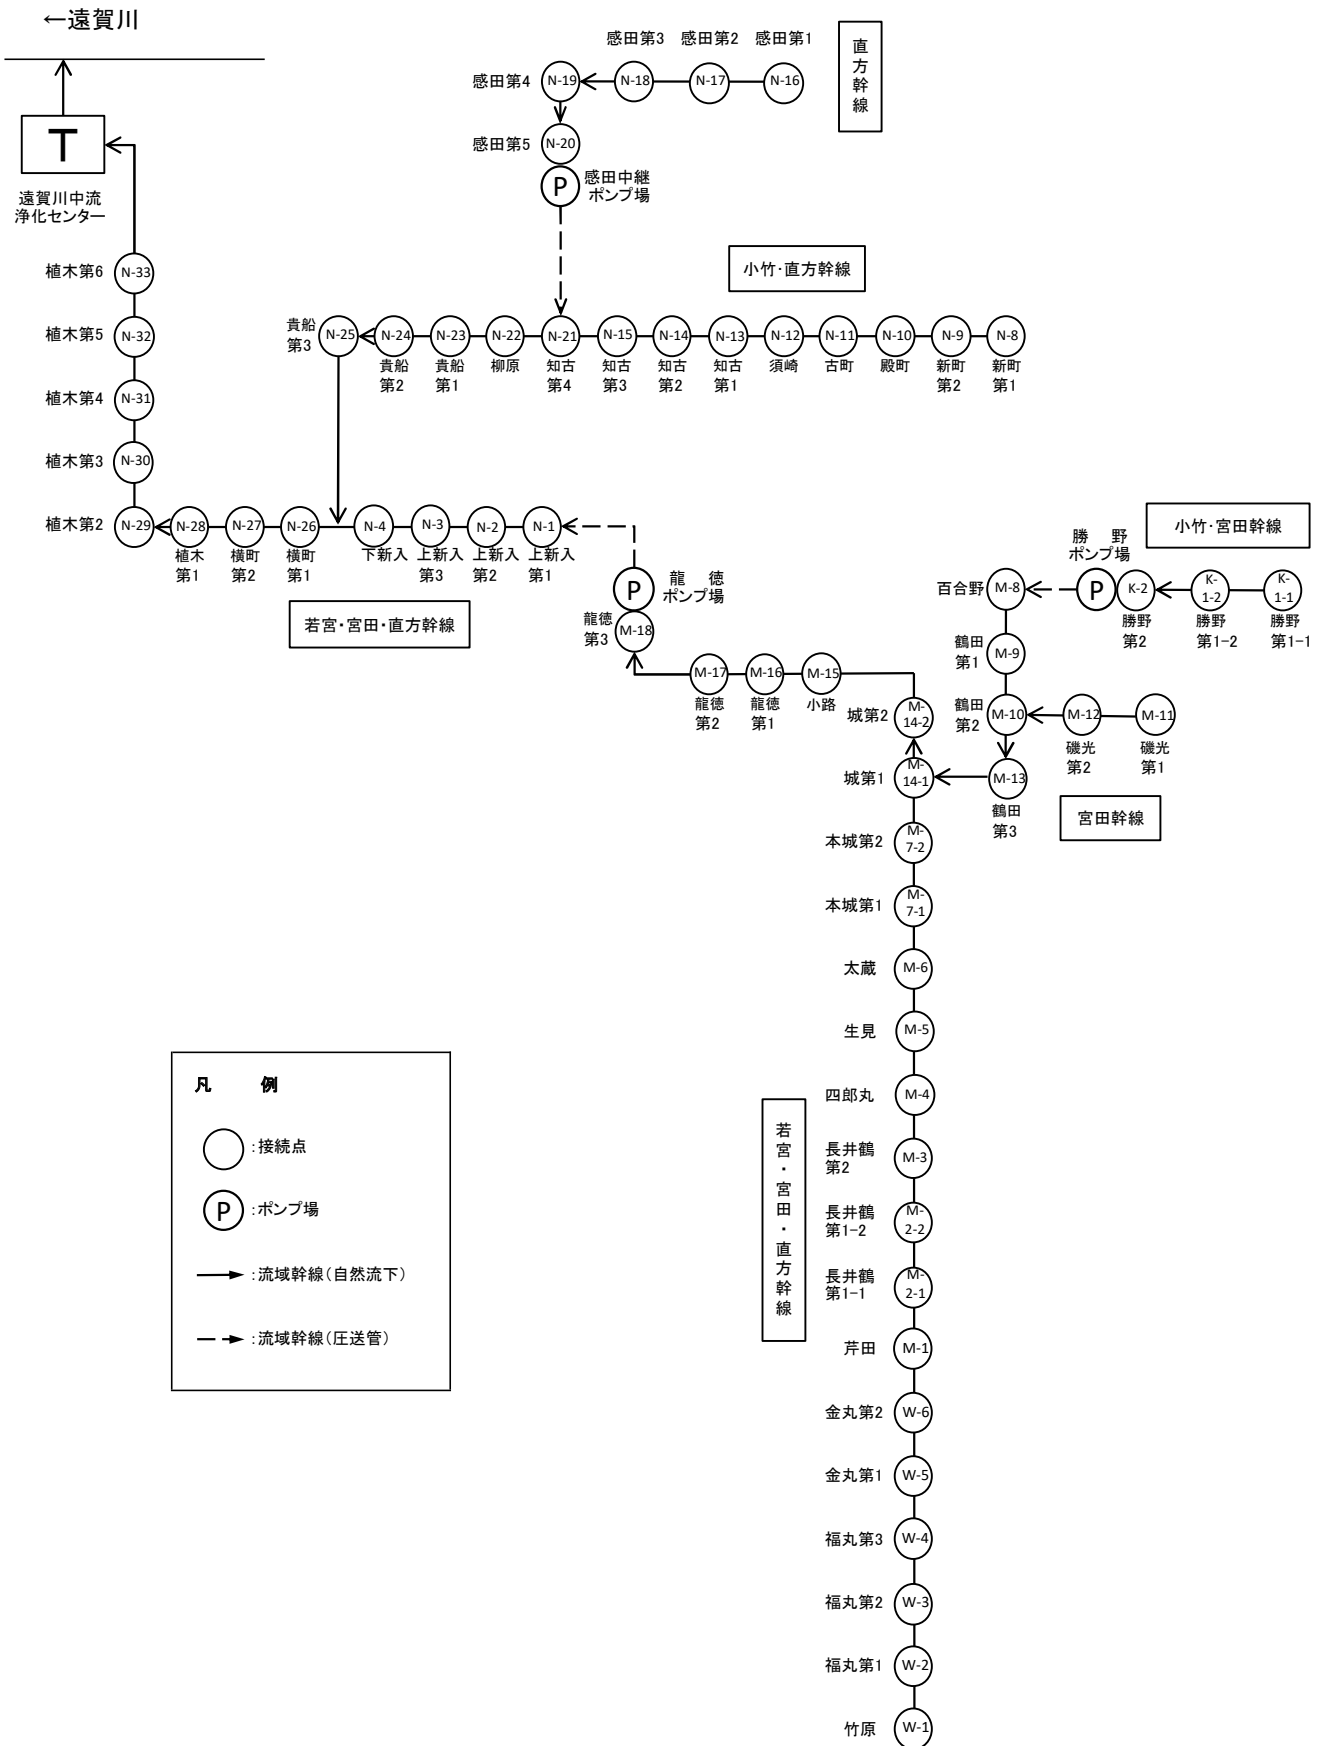 ←遠賀川
感田第3
感田第2
感田第1
直方幹線
感田第4
N-19
N-18
N-17
N-16
T
感田第5
N-20
遠賀川中流
浄化センター
P
感田中継
ポンプ場
植木第6
N-33
小竹・直方幹線
植木第5
N-32
貴船
第3
N-25
N-24
N-23
N-22
N-21
N-15
N-14
N-13
N-12
N-11
N-10
N-9
N-8
貴船
第2
貴船
第1
柳原
知古
第4
知古
第3
知古
第2
知古
第1
須崎
古町
殿町
新町
第2
新町
第1
植木第4
N-31
植木第3
N-30
植木第2
N-29
N-28
N-27
N-26
N-4
N-3
N-2
N-1
植木
第1
横町
第2
横町
第1
下新入
上新入
第3
上新入
第2
上新入
第1
小竹・宮田幹線
若宮・宮田・直方幹線
P
龍 徳
ポンプ場
龍徳
第3
M-18
勝 野
ポンプ場
百合野
M-8
P
K-2
K-
1-2
K-
1-1
勝野
第2
勝野
第1-2
勝野
第1-1
鶴田
第1
M-9
M-17
M-16
M-15
龍徳
第2
龍徳
第1
小路
城第2
M-
14-2
鶴田
第2
M-10
M-12
M-11
磯光
第2
磯光
第1
城第1
M-
14-1
M-13
鶴田
第3
宮田幹線
本城第2
M-
7-2
本城第1
M-
7-1
太蔵
M-6
生見
M-5
凡 例
:接続点
P
:ポンプ場
:流域幹線(自然流下)
:流域幹線(圧送管)
若宮・宮田・直方幹線
四郎丸
M-4
長井鶴
第2
M-3
長井鶴
第1-2
M-
2-2
長井鶴
第1-1
M-
2-1
芹田
M-1
金丸第2
W-6
金丸第1
W-5
福丸第3
W-4
福丸第2
W-3
福丸第1
W-2
竹原
W-1